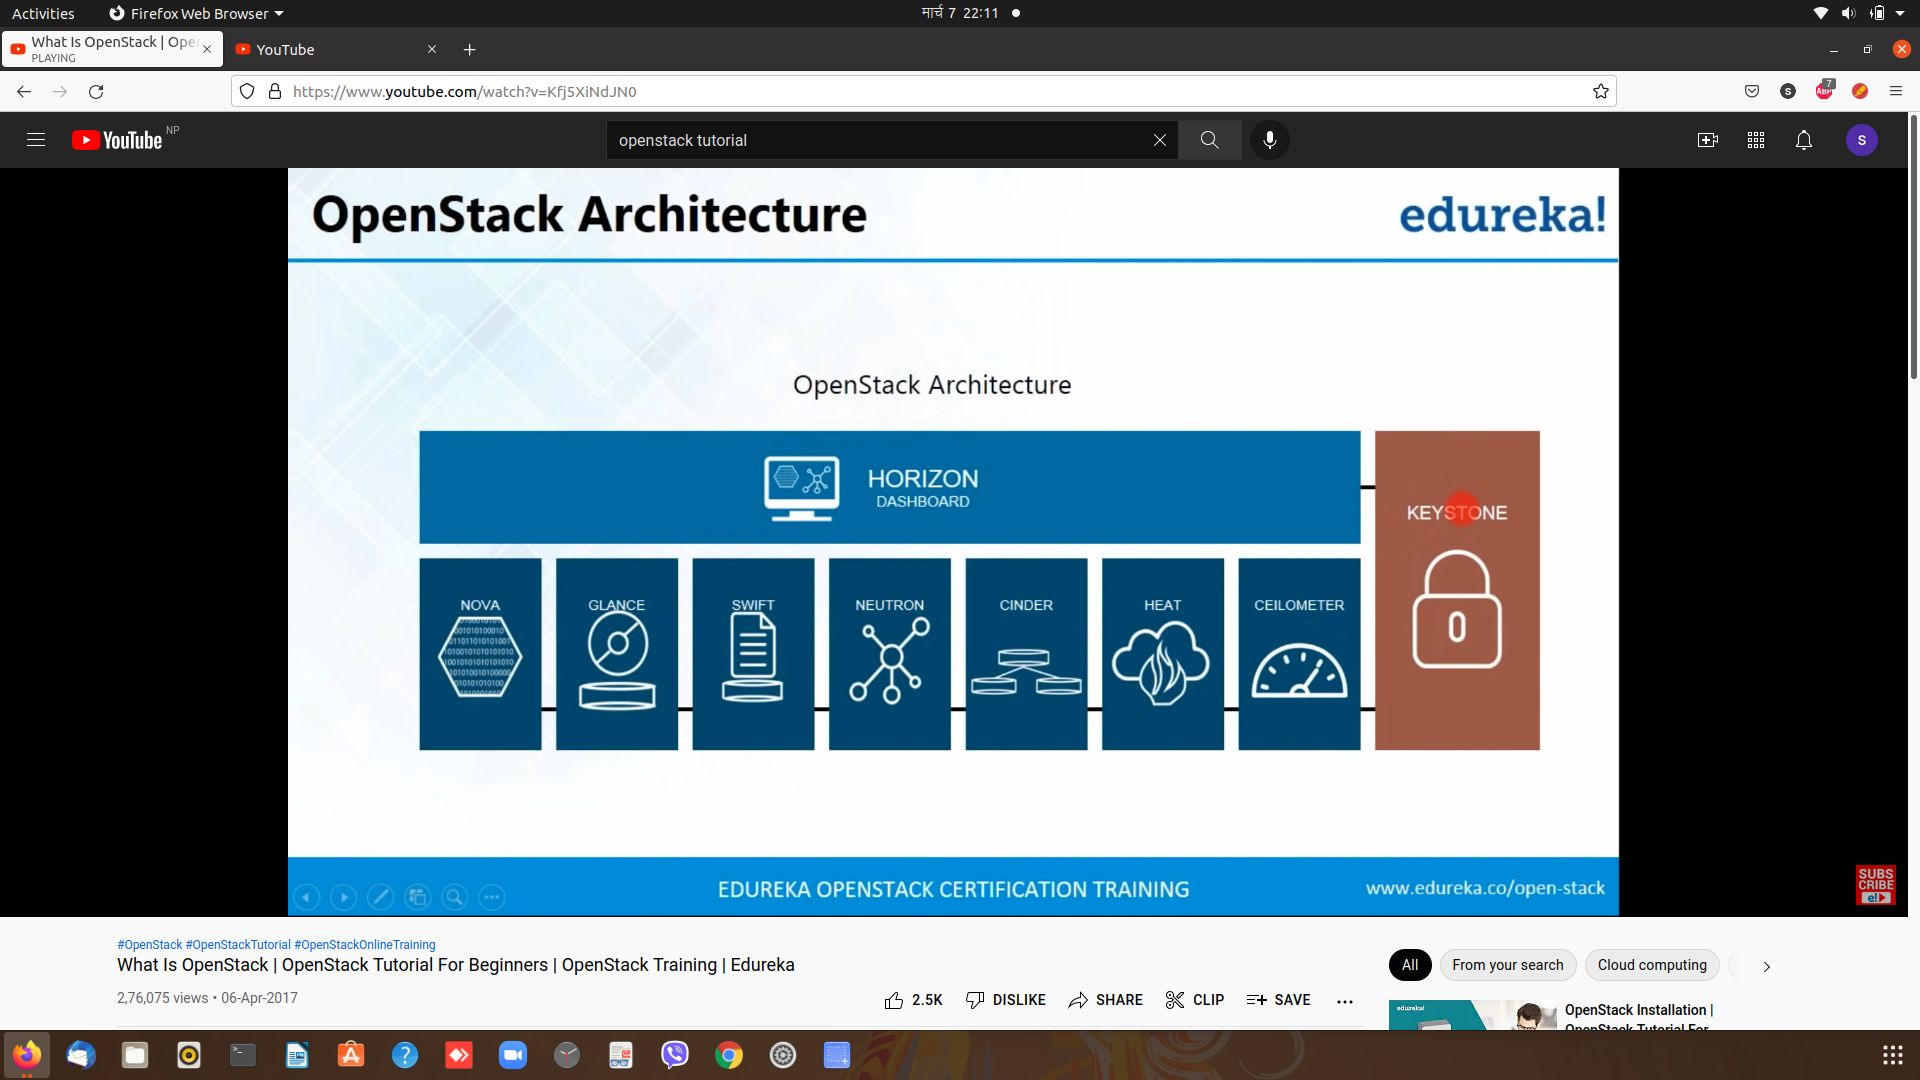 Activities
Firefox Web Browser
मार्च 7 22:11
What Is OpenStack | Ope
PLAYING
YouTube
https://www.youtube.com/watch?v=Kfj5XiNdJN0
S
ABP
7
YouTube NP
openstack tutorial
S
OpenStack Architecture
edureka!
OpenStack Architecture
HORIZON
DASHBOARD
KEYSTONE
NOVA
GLANCE
SWIFT
NEUTRON
CINDER
HEAT
CEILOMETER
EDUREKA OPENSTACK CERTIFICATION TRAINING
www.edureka.co/open-stack
SUBS
CRIBE
e!
#OpenStack #OpenStackTutorial #OpenStackOnlineTraining
What Is OpenStack | OpenStack Tutorial For Beginners | OpenStack Training | Edureka
2,76,075 views • 06-Apr-2017
2.5K
DISLIKE
SHARE
CLIP
SAVE
All
From your search
Cloud computing
edureka!
OpenStack Installation |
OpenStack Tutorial For